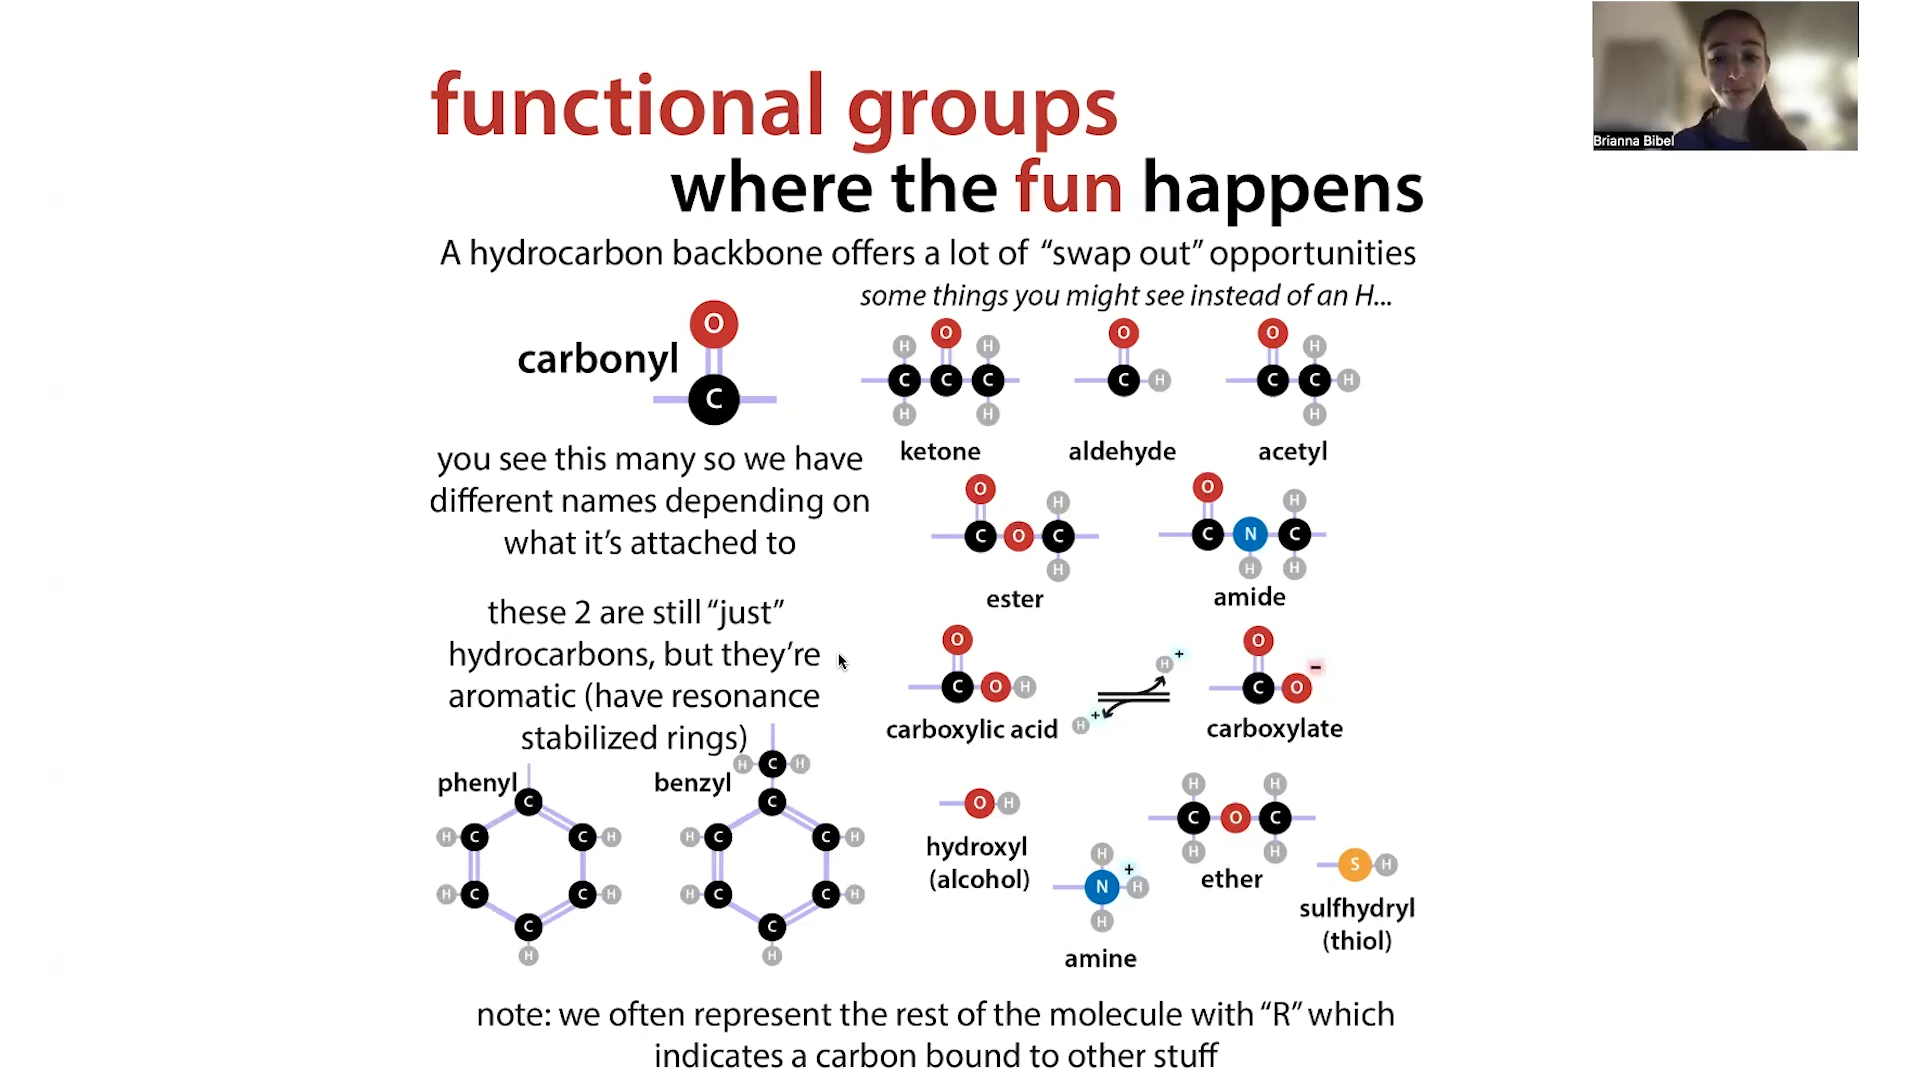 functional groups
where the fun happens
A hydrocarbon backbone offers a lot of “swap out” opportunities
some things you might see instead of an H...
Brianna Bibel
carbonyl
O
C
you see this many so we have
different names depending on
what it’s attached to
H O H
C C C
H H
ketone
O
C H
aldehyde
O H
C C H
H
acetyl
O H
C O C
H
ester
O H
C N C
H H
amide
these 2 are still “just”
hydrocarbons, but they’re
aromatic (have resonance
stabilized rings)
O
C O H
carboxylic acid
H +
H +
O −
C O
carboxylate
phenyl
C
H C C H
H C C H
C
H
benzyl
H C H
C
H C C H
H C C H
C
H
O H
hydroxyl
(alcohol)
H +
N H
H
amine
H H
C O C
H H
ether
S H
sulfhydryl
(thiol)
note: we often represent the rest of the molecule with “R” which
indicates a carbon bound to other stuff